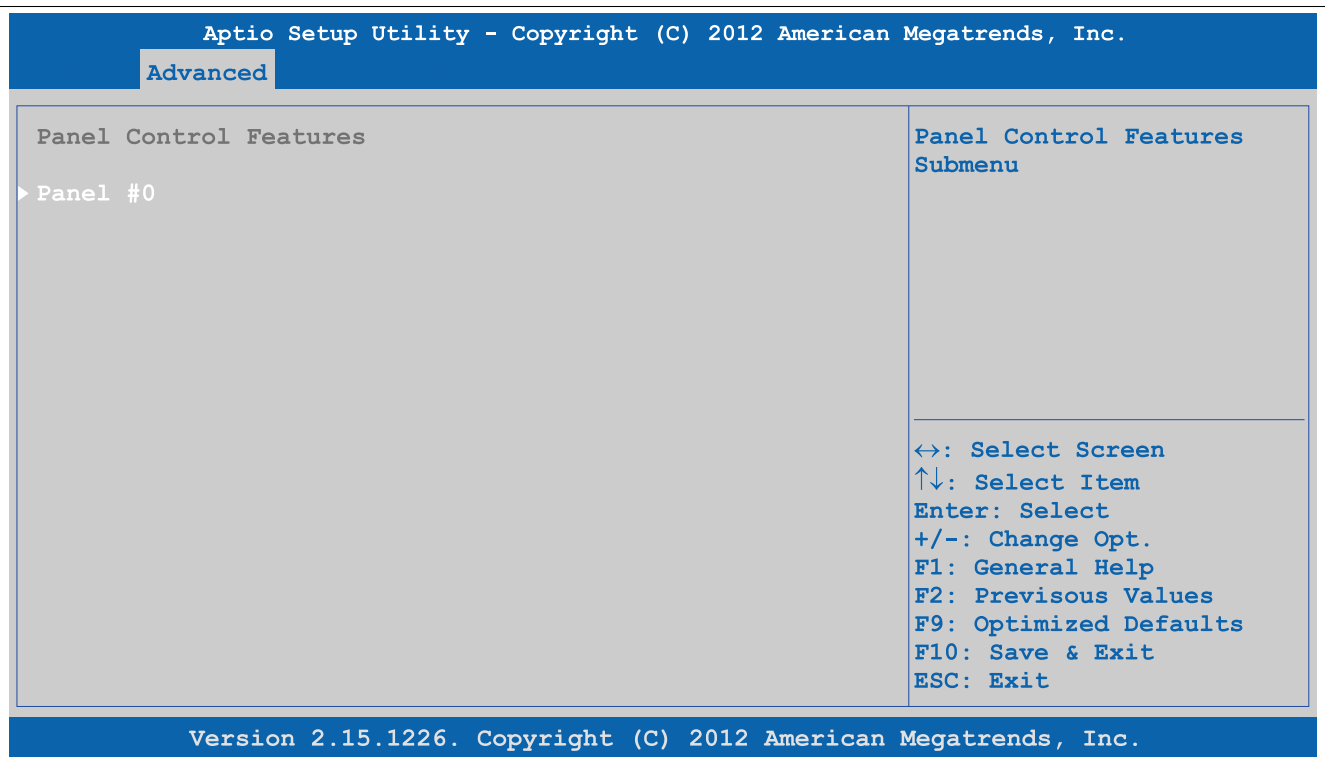 Aptio Setup Utility - Copyright (C) 2012 American Megatrends, Inc.
Advanced
Panel Control Features
Panel #0
Panel Control Features
Submenu
↔: Select Screen
↑↓: Select Item
Enter: Select
+/-: Change Opt.
F1: General Help
F2: Previsous Values
F9: Optimized Defaults
F10: Save & Exit
ESC: Exit
Version 2.15.1226. Copyright (C) 2012 American Megatrends, Inc.